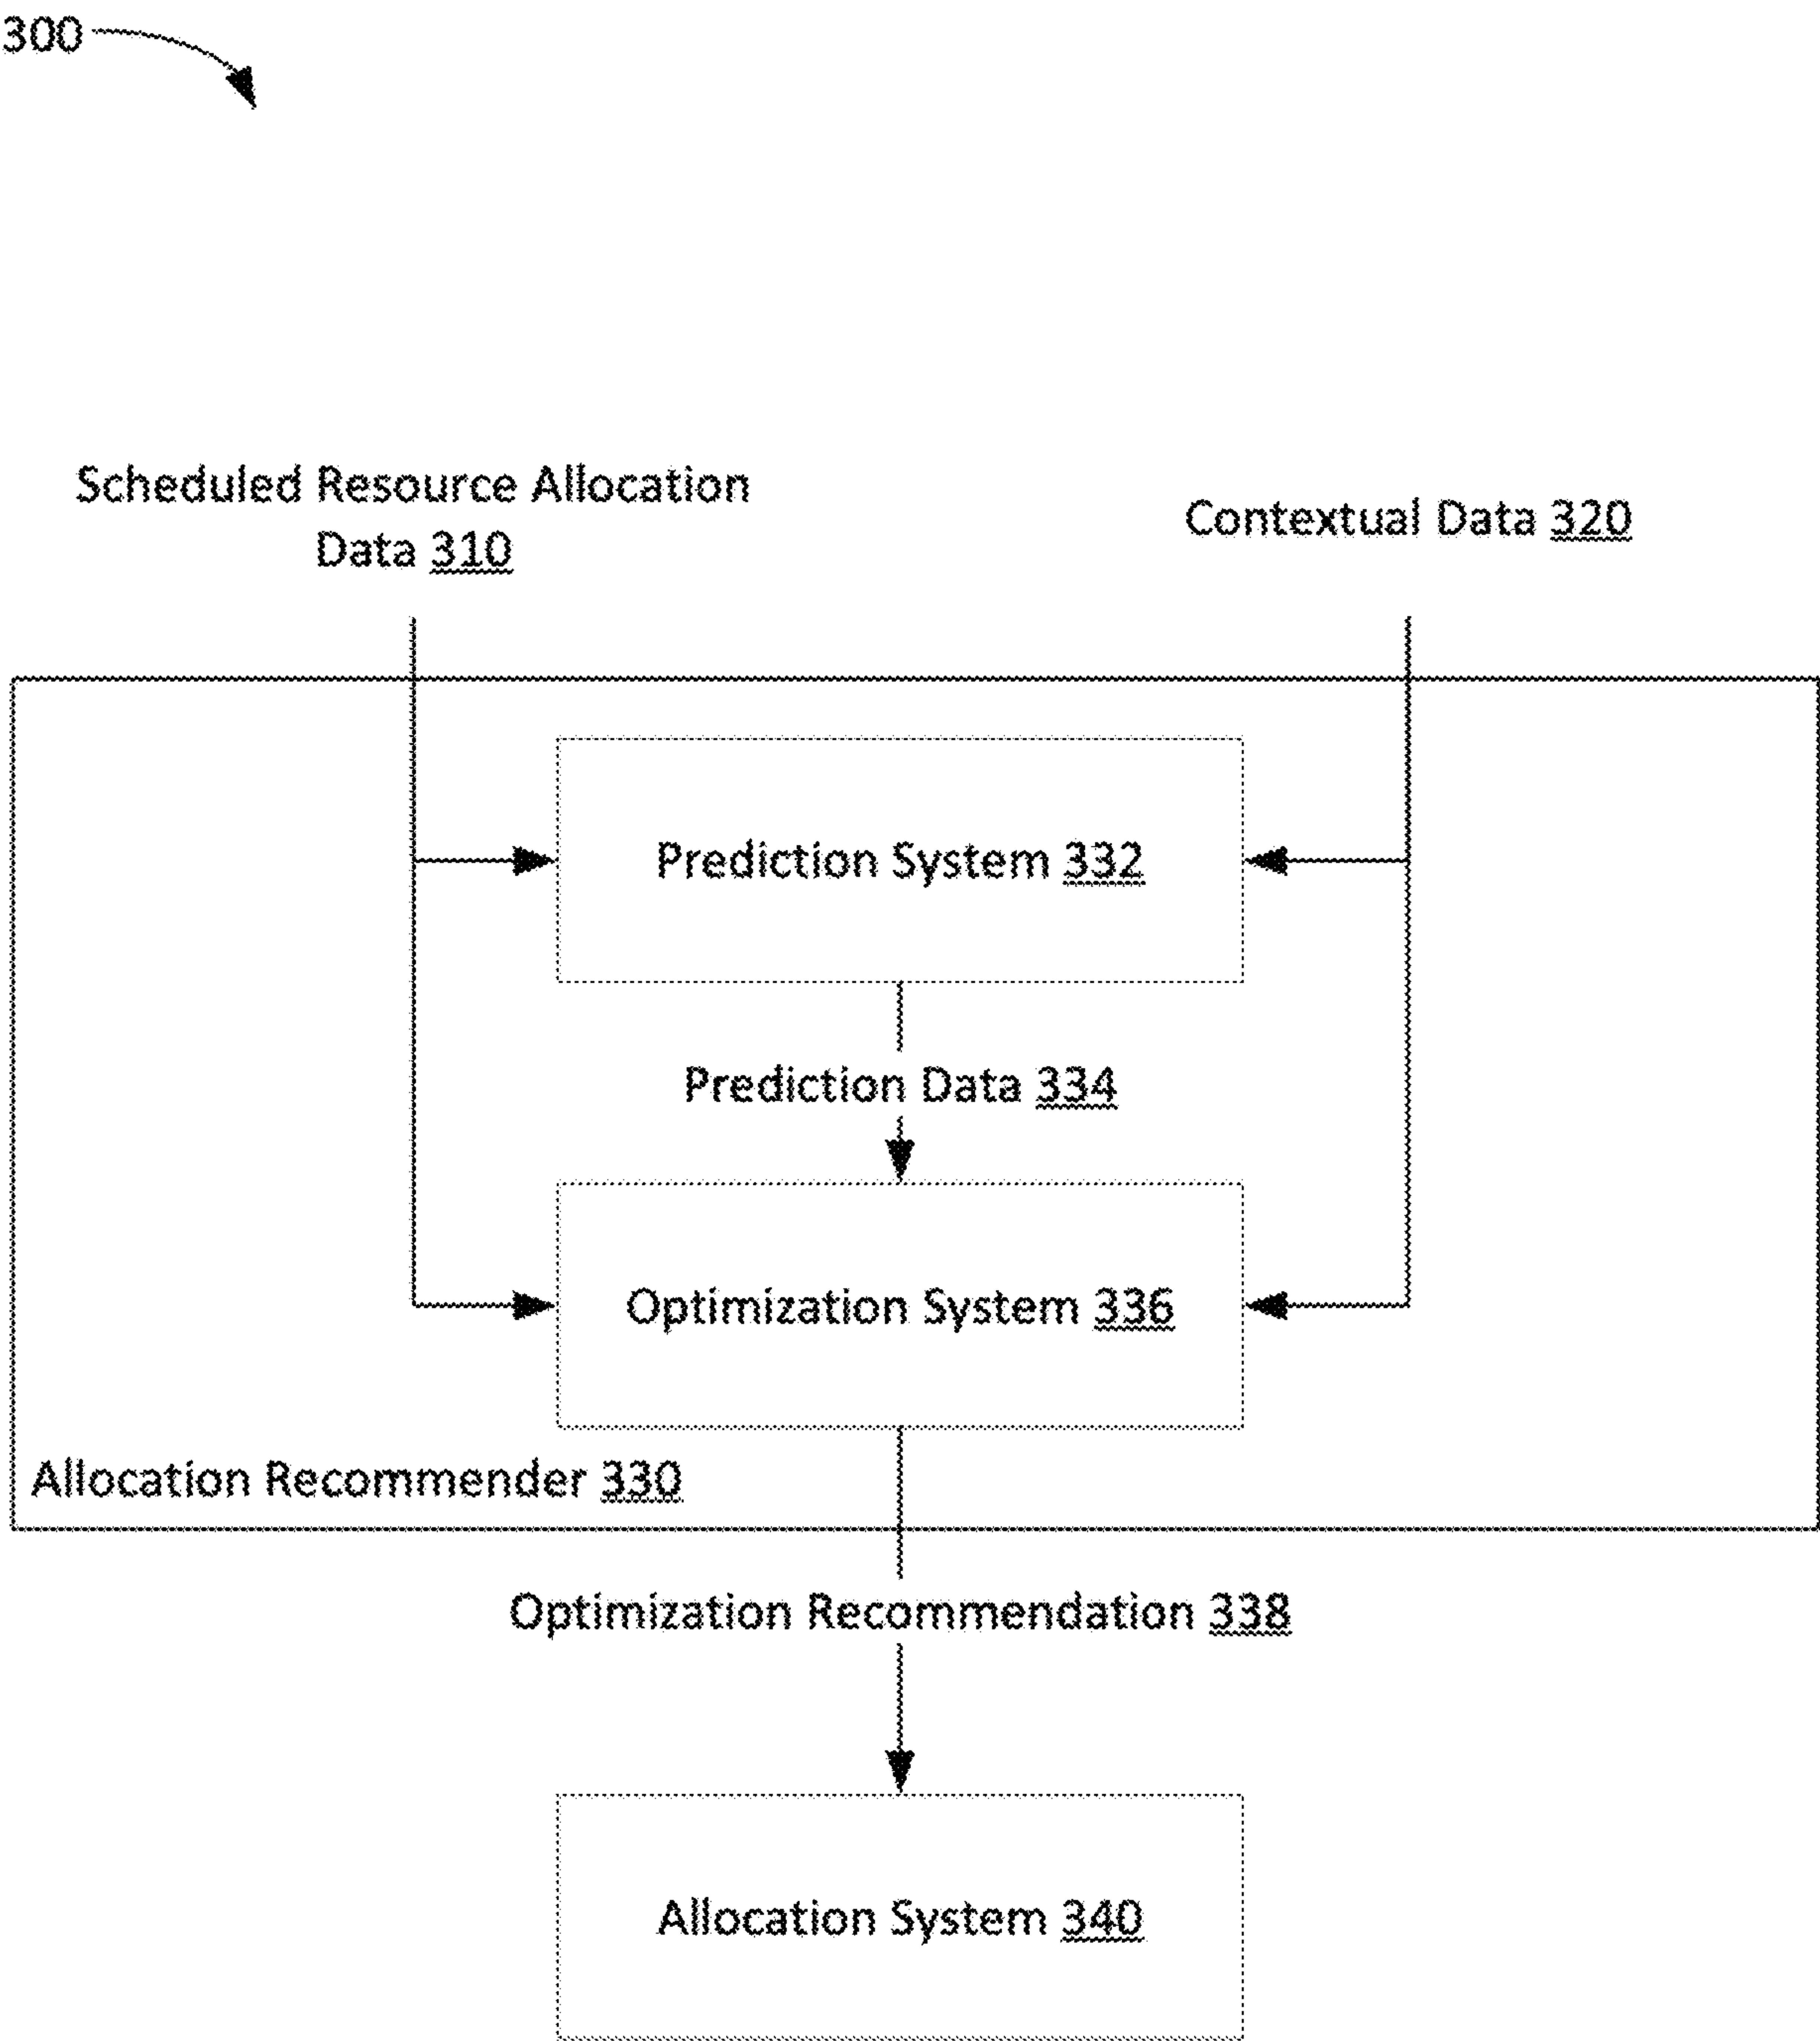 300
Scheduled Resource Allocation
Data 310
Contextual Data 320
Prediction System 332
Prediction Data 334
Optimization System 336
Allocation Recommender 330
Optimization Recommendation 338
Allocation System 340